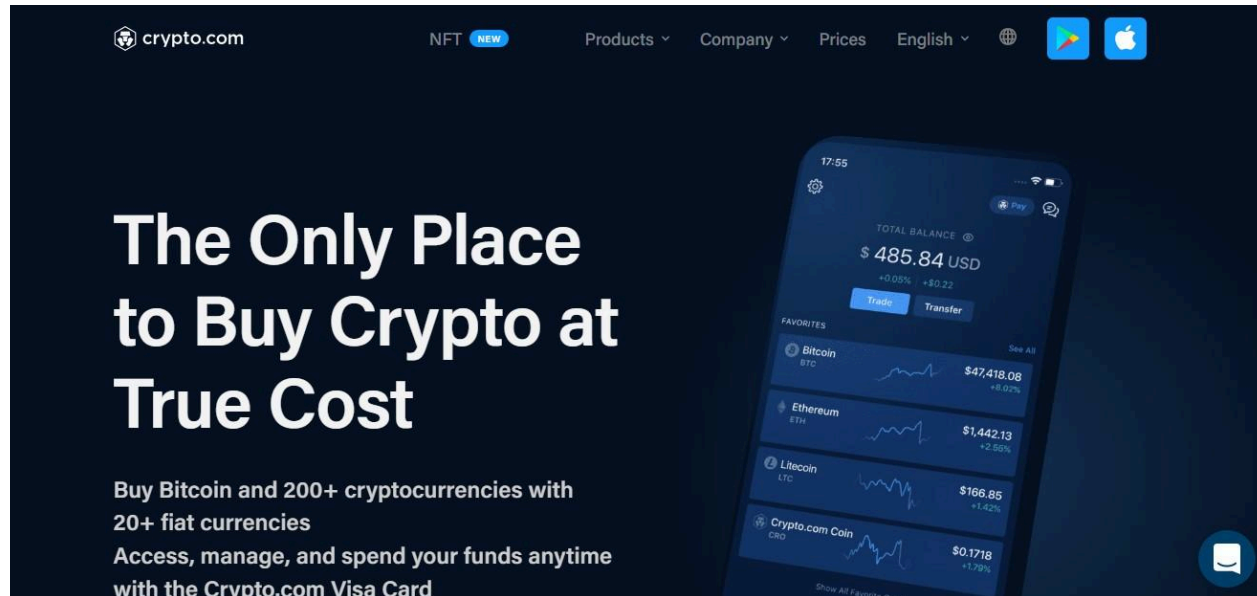 crypto.com
NFT NEW Products Company Prices English
The Only Place
to Buy Crypto at
True Cost
Buy Bitcoin and 200+ cryptocurrencies with
20+ fiat currencies
Access, manage, and spend your funds anytime
with the Crypto.com Visa Card
17:55
Pay
TOTAL BALANCE
$ 485.84 USD
+0.05% +$0.22
Trade Transfer
FAVORITES
See All
Bitcoin
BTC
$47,418.08
+6.02%
Ethereum
ETH
$1,442.13
+2.56%
Litecoin
LTC
$166.85
+1.42%
Crypto.com Coin
CRO
$0.1718
+1.79%
Show All Favorite